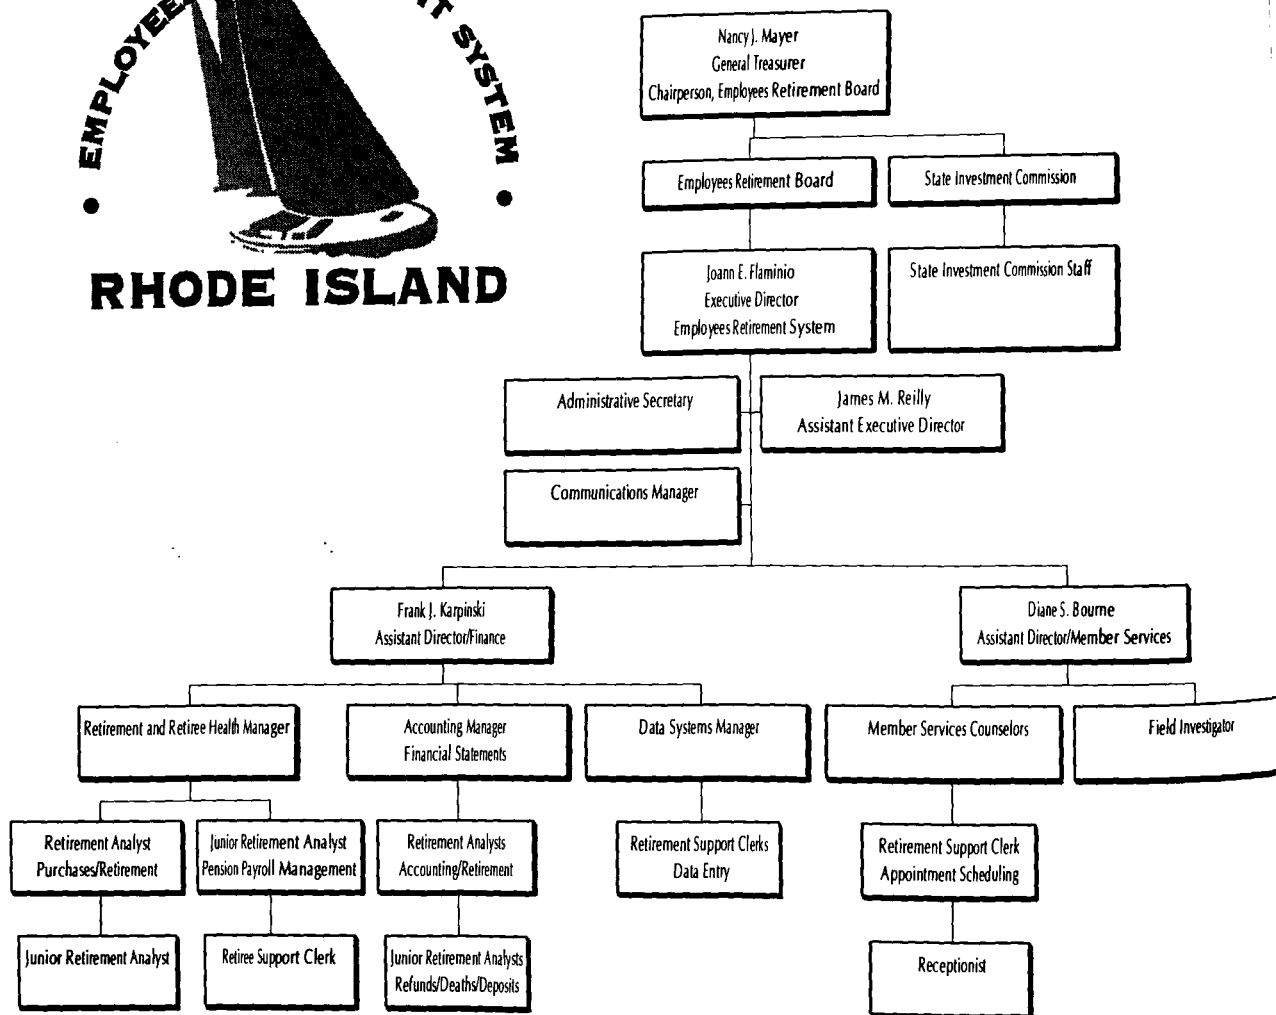 EMPLOYEE
SYSTEM
RHODE ISLAND
Nancy J. Mayer
General Treasurer
Chairperson, Employees Retirement Board
Employees Retirement Board
State Investment Commission
Joann E. Flaminio
Executive Director
Employees Retirement System
State Investment Commission Staff
Administrative Secretary
James M. Reilly
Assistant Executive Director
Communications Manager
Frank J. Karpinski
Assistant Director/Finance
Diane S. Bourne
Assistant Director/Member Services
Retirement and Retiree Health Manager
Accounting Manager
Financial Statements
Data Systems Manager
Member Services Counselors
Field Investigator
Retirement Analyst
Purchases/Retirement
Junior Retirement Analyst
Pension Payroll Management
Retirement Analysts
Accounting/Retirement
Retirement Support Clerks
Data Entry
Retirement Support Clerk
Appointment Scheduling
Junior Retirement Analyst
Retiree Support Clerk
Junior Retirement Analysts
Refunds/Deaths/Deposits
Receptionist